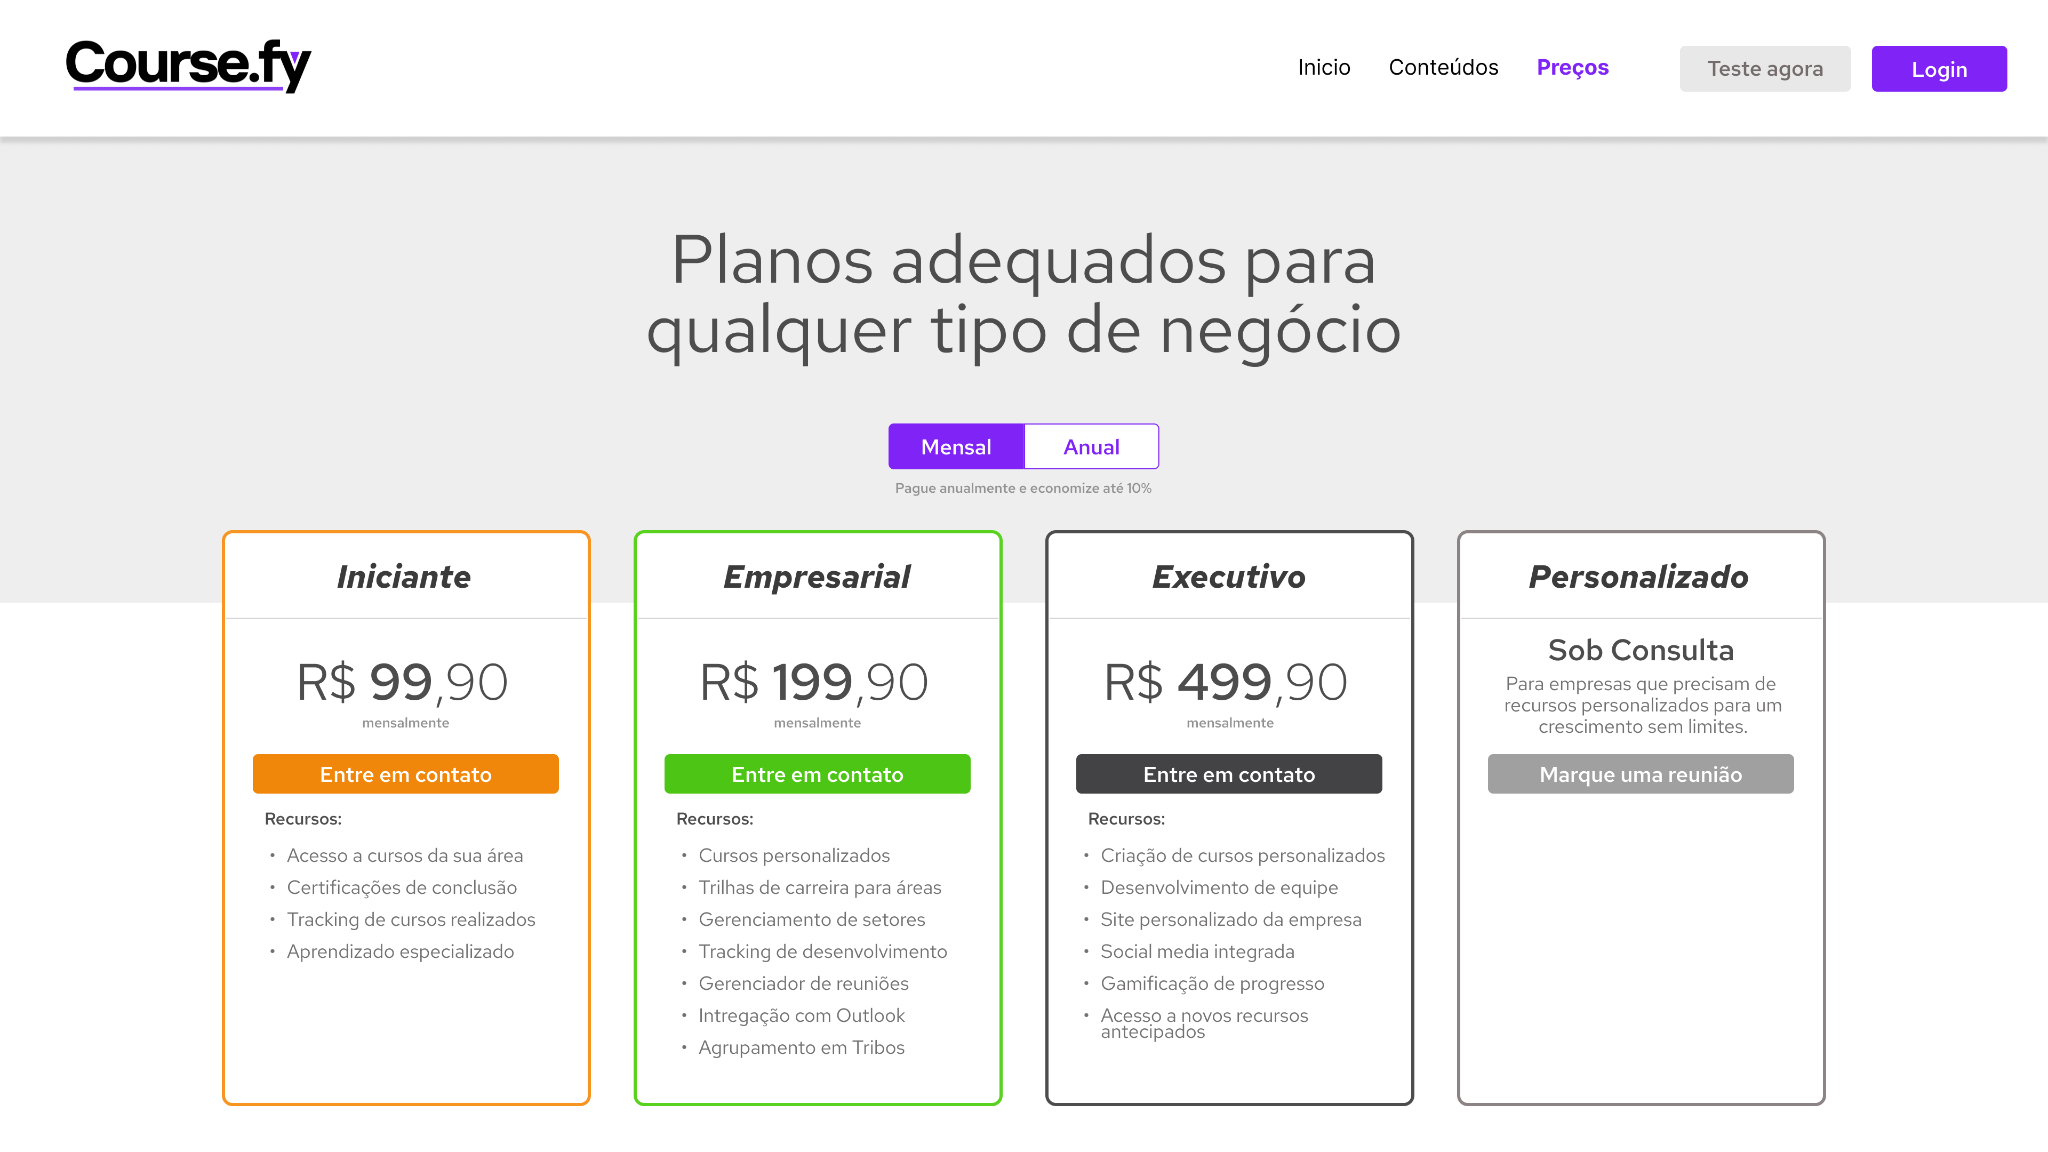 Course.fy
Inicio
Conteúdos
Preços
Teste agora
Login
Planos adequados para
qualquer tipo de negócio
Mensal
Anual
Pague anualmente e economize até 10%
Iniciante
R$ 99,90
mensalmente
Entre em contato
Recursos:
• Acesso a cursos da sua área
• Certificações de conclusão
• Tracking de cursos realizados
• Aprendizado especializado
Empresarial
R$ 199,90
mensalmente
Entre em contato
Recursos:
• Cursos personalizados
• Trilhas de carreira para áreas
• Gerenciamento de setores
• Tracking de desenvolvimento
• Gerenciador de reuniões
• Intregação com Outlook
• Agrupamento em Tribos
Executivo
R$ 499,90
mensalmente
Entre em contato
Recursos:
• Criação de cursos personalizados
• Desenvolvimento de equipe
• Site personalizado da empresa
• Social media integrada
• Gamificação de progresso
• Acesso a novos recursos
antecipados
Personalizado
Sob Consulta
Para empresas que precisam de
recursos personalizados para um
crescimento sem limites.
Marque uma reunião